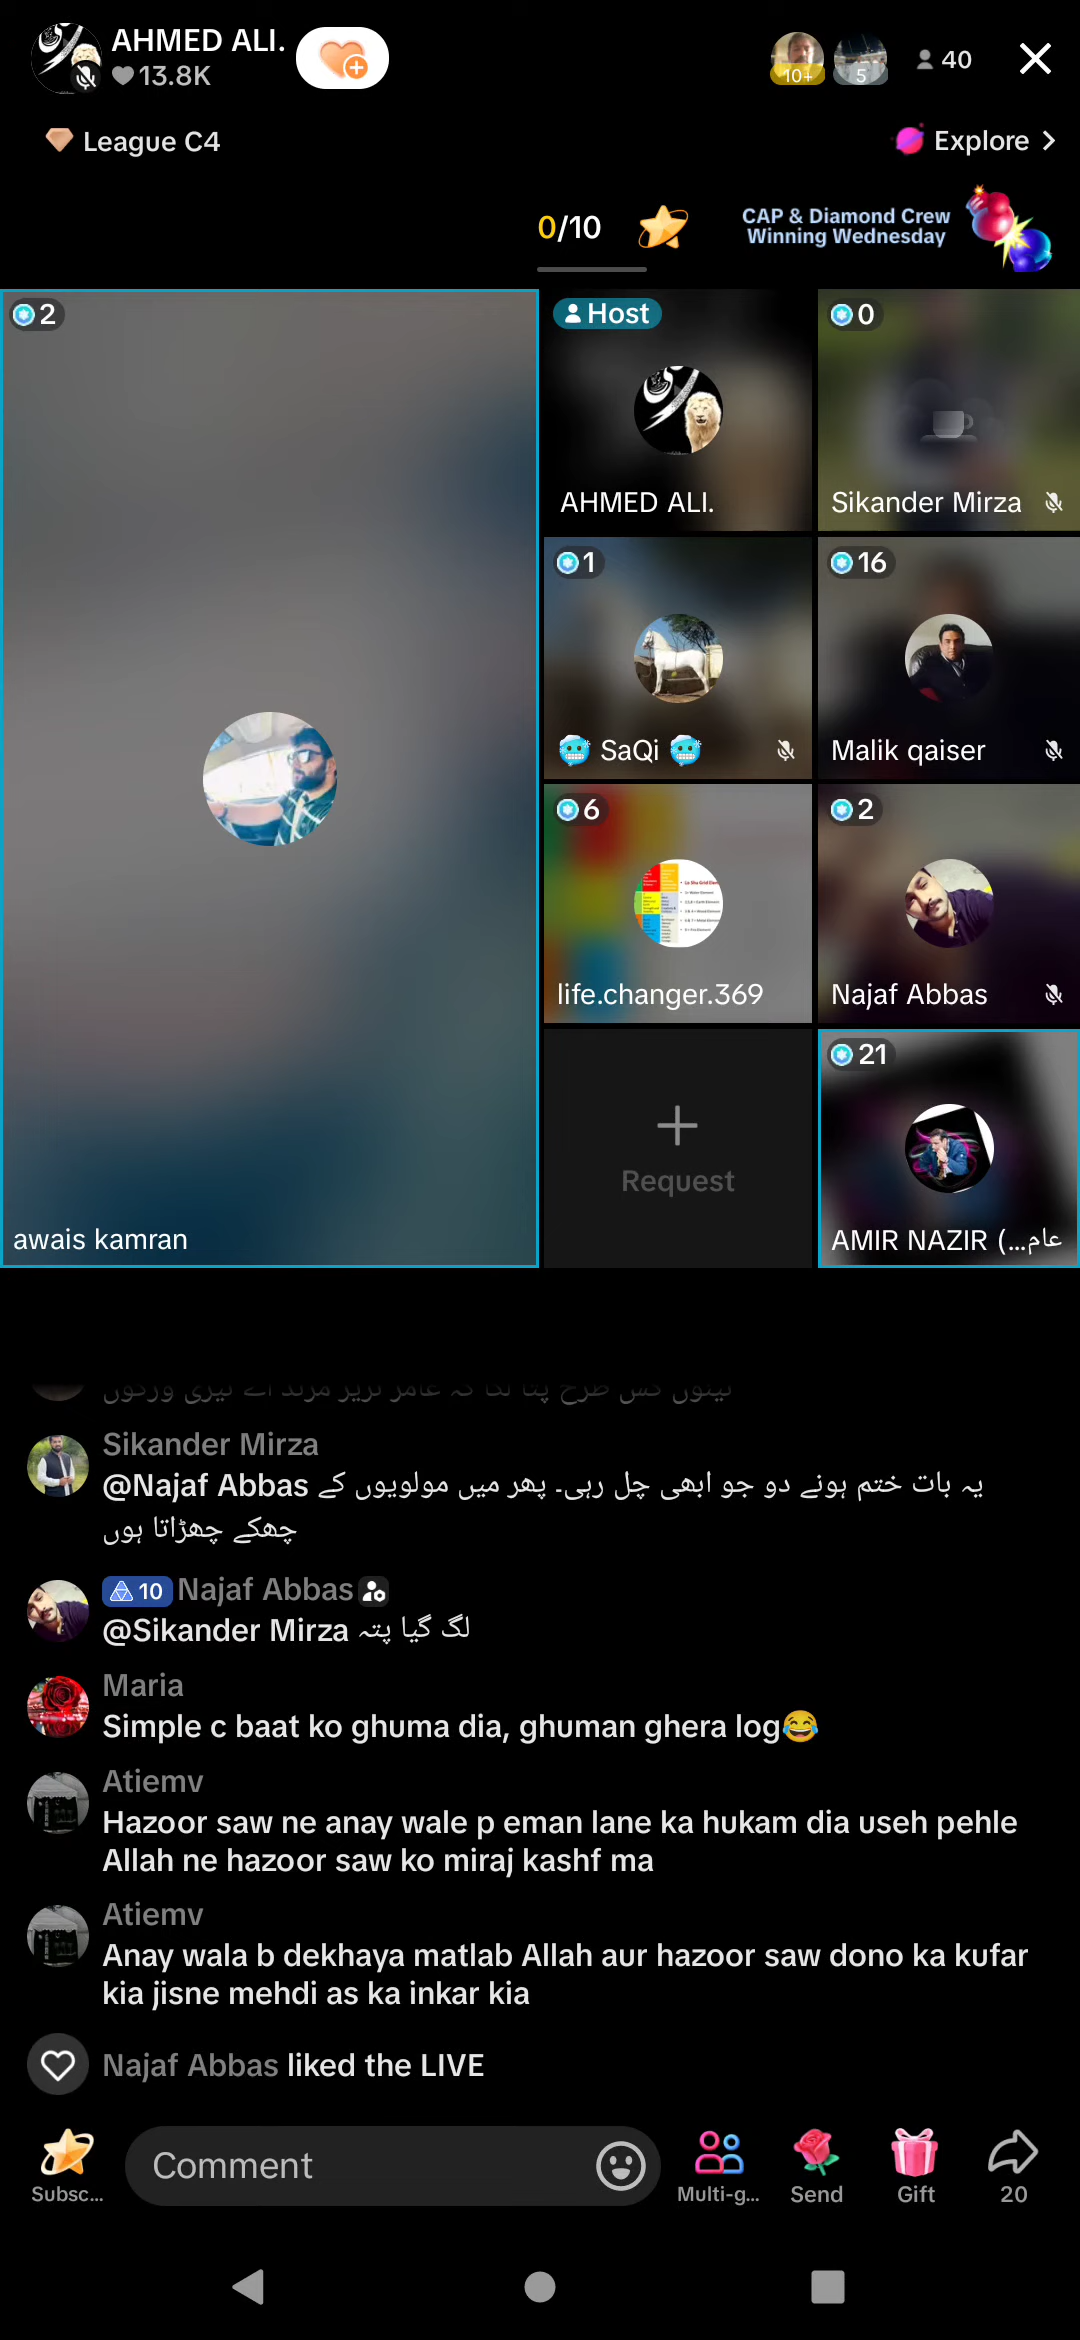 AHMED ALI.
13.8K
10+
5
40
League C4
Explore
0/10
CAP & Diamond Crew
Winning Wednesday
2
awais kamran
Host
AHMED ALI.
0
Sikander Mirza
1
🥶 SaQi 🥶
16
Malik qaiser
6
life.changer.369
2
Najaf Abbas
Request
21
AMIR NAZIR (...عام
Sikander Mirza
@Najaf Abbas یہ بات ختم ہونے دو جو ابھی چل رہی۔ پھر میں مولویوں کے
چھکے چھڑاتا ہوں
10 Najaf Abbas
@Sikander Mirza لگ گیا پتہ
Maria
Simple c baat ko ghuma dia, ghuman ghera log😂
Atiemv
Hazoor saw ne anay wale p eman lane ka hukam dia useh pehle
Allah ne hazoor saw ko miraj kashf ma
Atiemv
Anay wala b dekhaya matlab Allah aur hazoor saw dono ka kufar
kia jisne mehdi as ka inkar kia
Najaf Abbas liked the LIVE
Comment
Subsc...
Multi-g...
Send
Gift
20